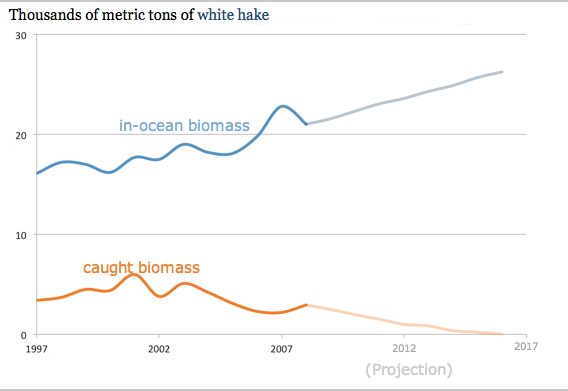 Thousands of metric tons of white hake
30
in-ocean biomass
20
10
caught biomass
0
1997 2002 2007 2012 2017
(Projection)